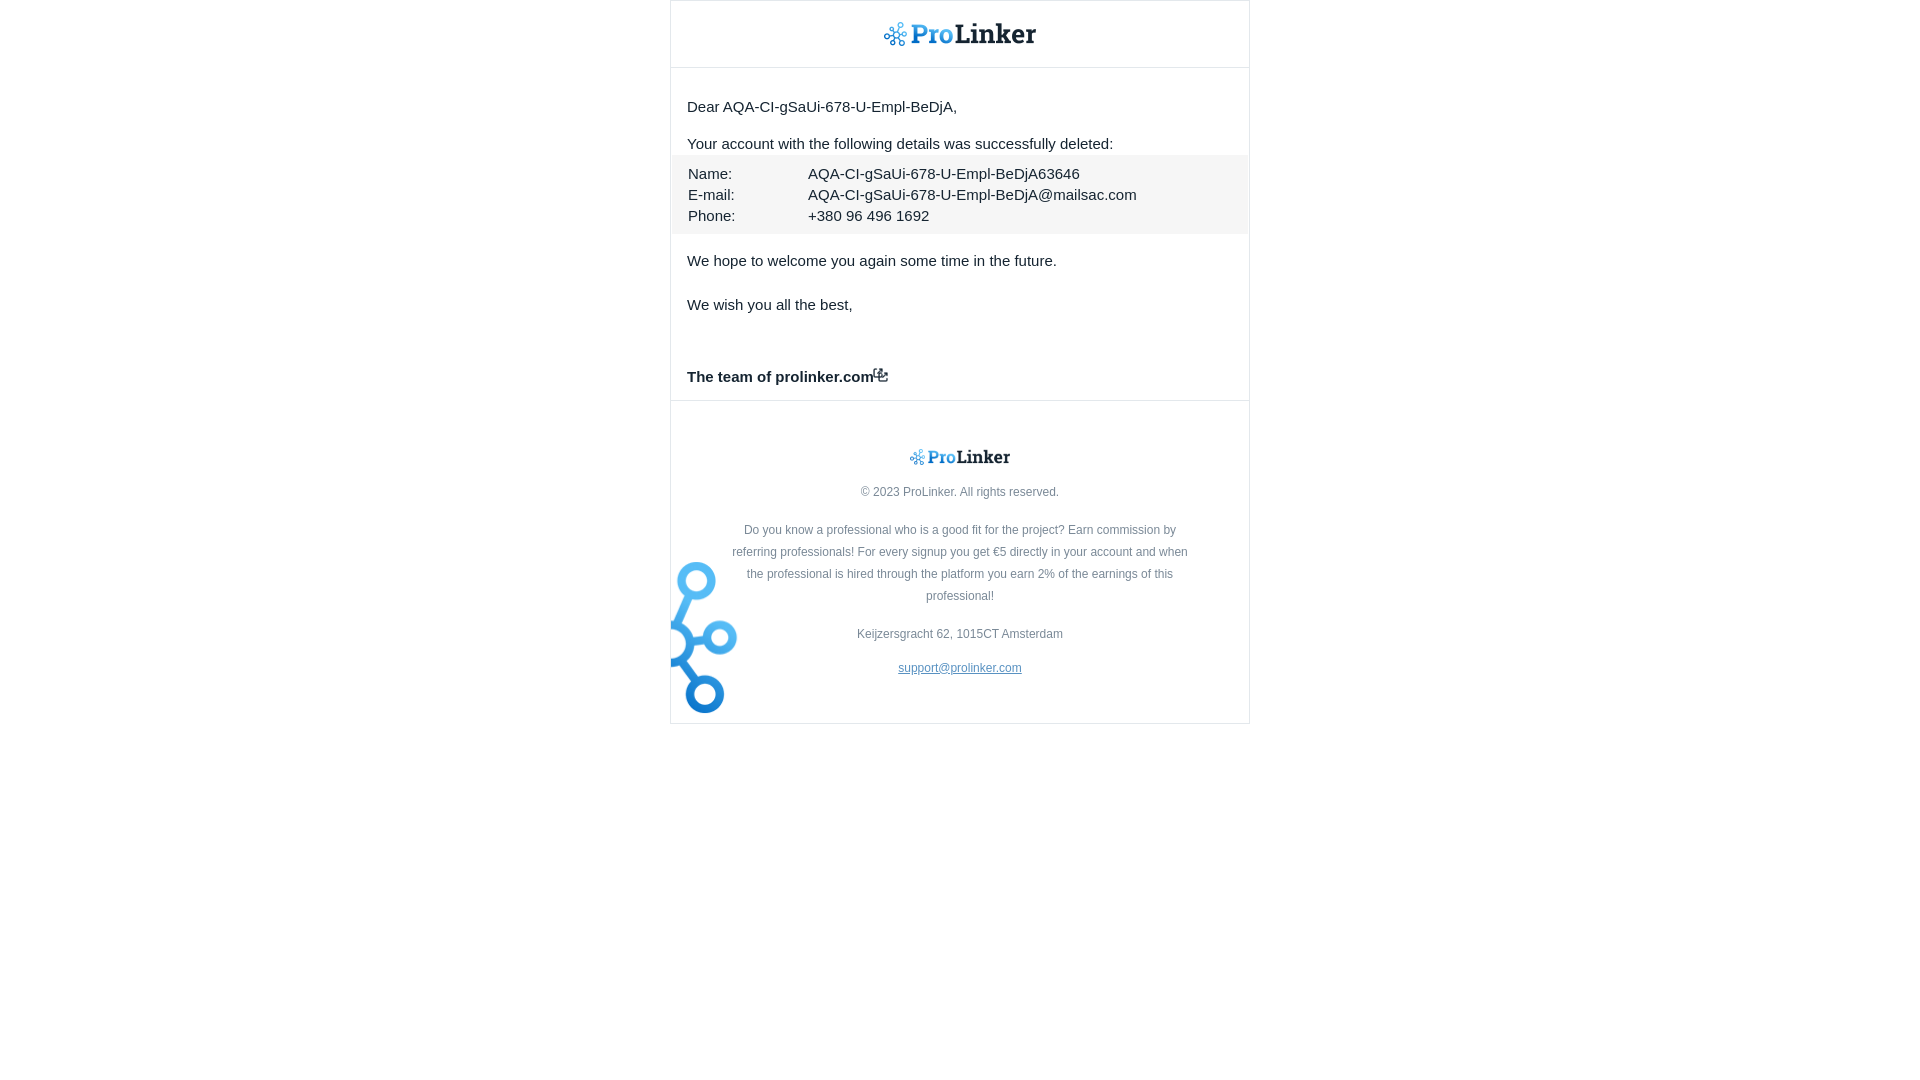 ProLinker
Dear AQA-CI-gSaUi-678-U-Empl-BeDjA,
Your account with the following details was successfully deleted:
Name: AQA-CI-gSaUi-678-U-Empl-BeDjA63646
E-mail: AQA-CI-gSaUi-678-U-Empl-BeDjA@mailsac.com
Phone: +380 96 496 1692
We hope to welcome you again some time in the future.
We wish you all the best,
The team of prolinker.com
ProLinker
© 2023 ProLinker. All rights reserved.
Do you know a professional who is a good fit for the project? Earn commission by
referring professionals! For every signup you get €5 directly in your account and when
the professional is hired through the platform you earn 2% of the earnings of this
professional!
Keijzersgracht 62, 1015CT Amsterdam
support@prolinker.com